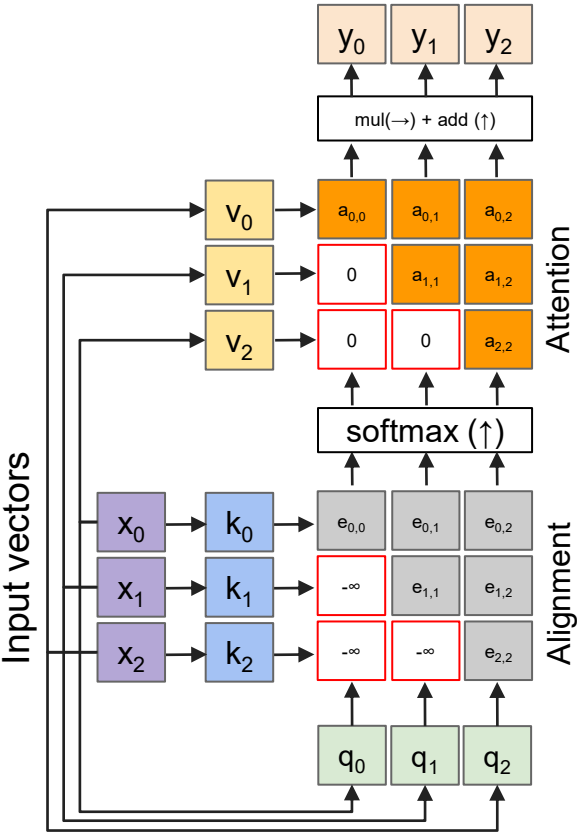 y0 y1 y2
mul(→) + add (↑)
v0 a0,0 a0,1 a0,2
v1 0 a1,1 a1,2
v2 0 0 a2,2
Attention
softmax (↑)
Input vectors
x0 k0 e0,0 e0,1 e0,2
x1 k1 -∞ e1,1 e1,2
x2 k2 -∞ -∞ e2,2
Alignment
q0 q1 q2